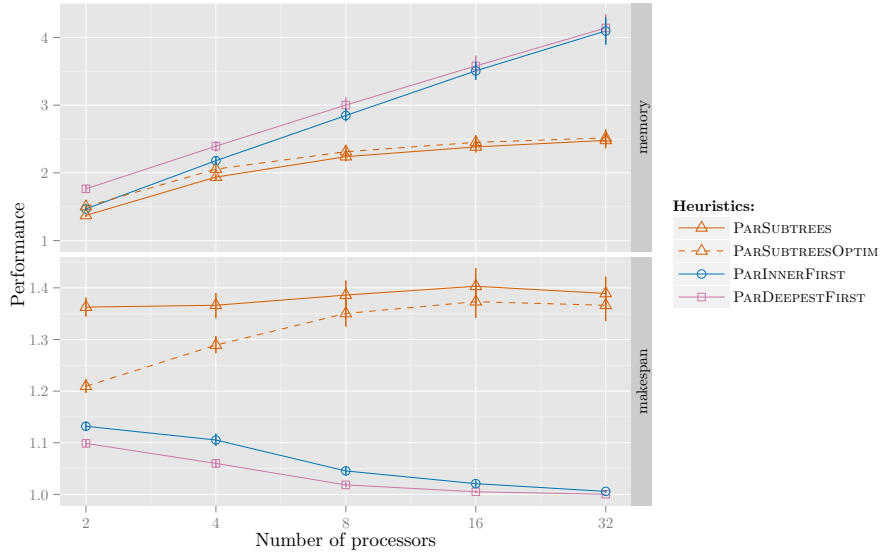 4
3
2
1
memory
Performance
1.4
1.3
1.2
1.1
1.0
makespan
2
4
8
16
32
Number of processors
Heuristics:
ParSubtrees
ParSubtreesOptim
ParInnerFirst
ParDeepestFirst